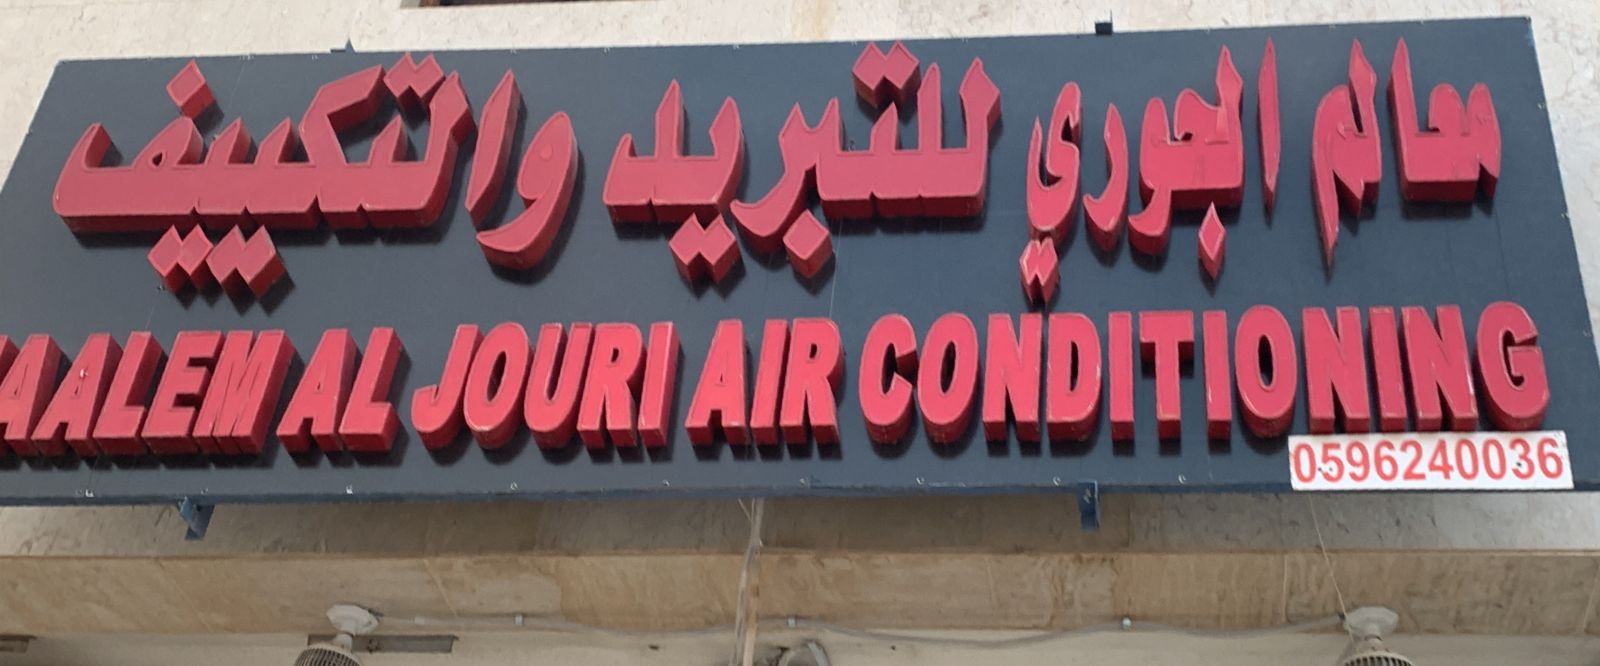 معالم الجوري للتبريد والتكييف
AALEM AL JOURI AIR CONDITIONING
0596240036